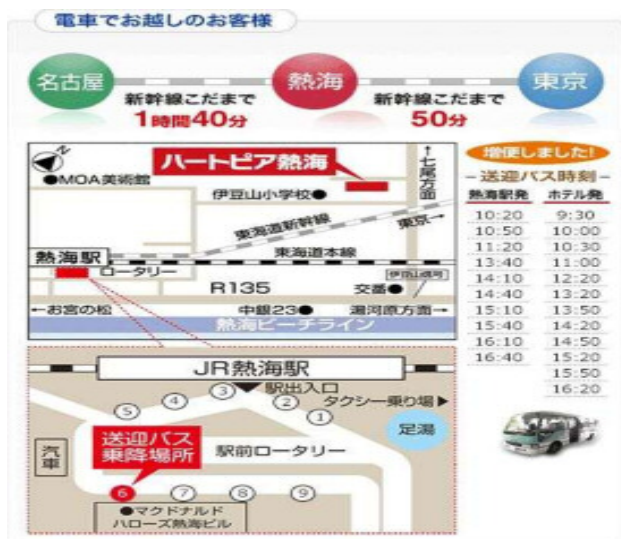 電車でお越しのお客様
名古屋
熱海
東京
新幹線こだまで
1時間40分
新幹線こだまで
50分
N
ハートピア熱海
●MOA美術館
伊豆山小学校●
↑七尾方面
東海道新幹線
東京→
東海道本線
熱海駅
ロータリー
R135
交番●
←お宮の松
中銀23●
湯河原方面→
熱海ビーチライン
増便しました!
-送迎バス時刻-
熱海駅発 ホテル発
10:20 9:30
10:50 10:00
11:20 10:30
13:40 11:00
14:10 12:20
14:40 13:20
15:10 13:50
15:40 14:20
16:10 14:50
16:40 15:20
15:50
16:20
JR熱海駅
駅出入口
タクシー乗り場▶
⑤
④
③
②
①
足湯
汽車
送迎バス
乗降場所
駅前ロータリー
⑥
⑦
⑧
⑨
●マクドナルド
ハローズ熱海ビル